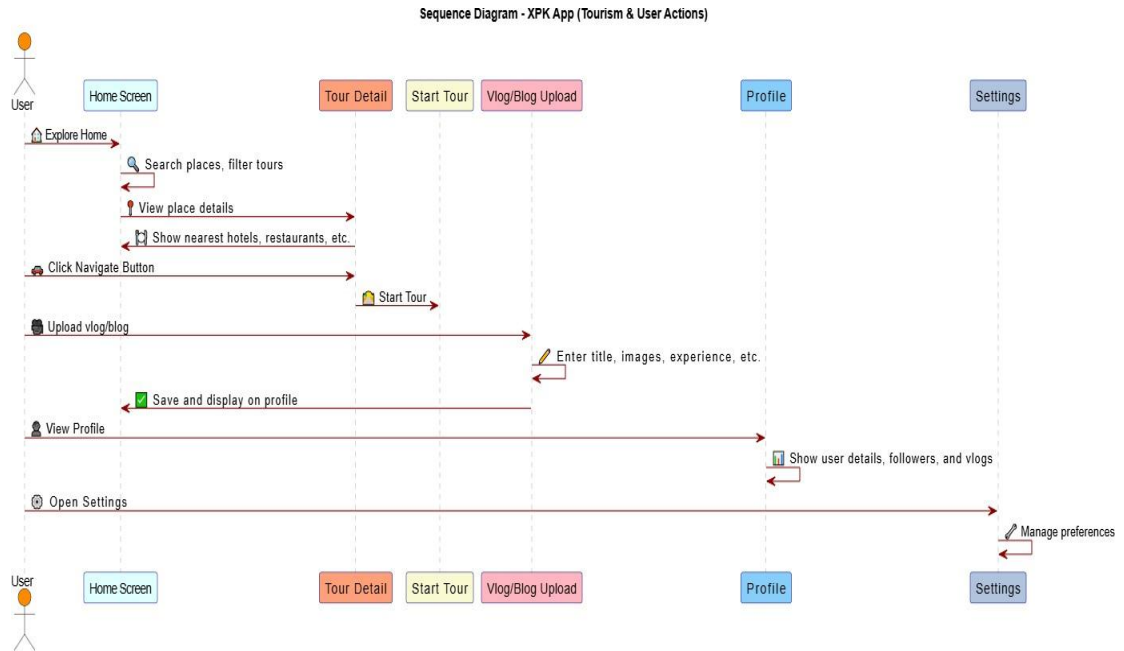 Sequence Diagram - XPK App (Tourism & User Actions)
User
Home Screen
Tour Detail
Start Tour
Vlog/Blog Upload
Profile
Settings
Explore Home
Search places, filter tours
View place details
Show nearest hotels, restaurants, etc.
Click Navigate Button
Start Tour
Upload vlog/blog
Enter title, images, experience, etc.
Save and display on profile
View Profile
Show user details, followers, and vlogs
Open Settings
Manage preferences
User
Home Screen
Tour Detail
Start Tour
Vlog/Blog Upload
Profile
Settings